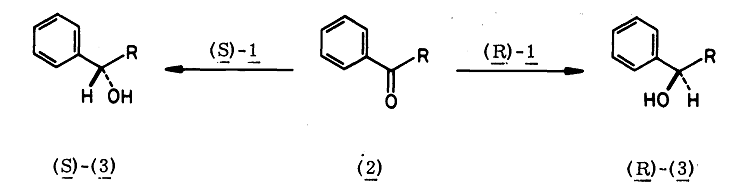 R (S)-1 R (R)-1 R
H OH O HO H
(S)-(3) (2) (R)-(3)